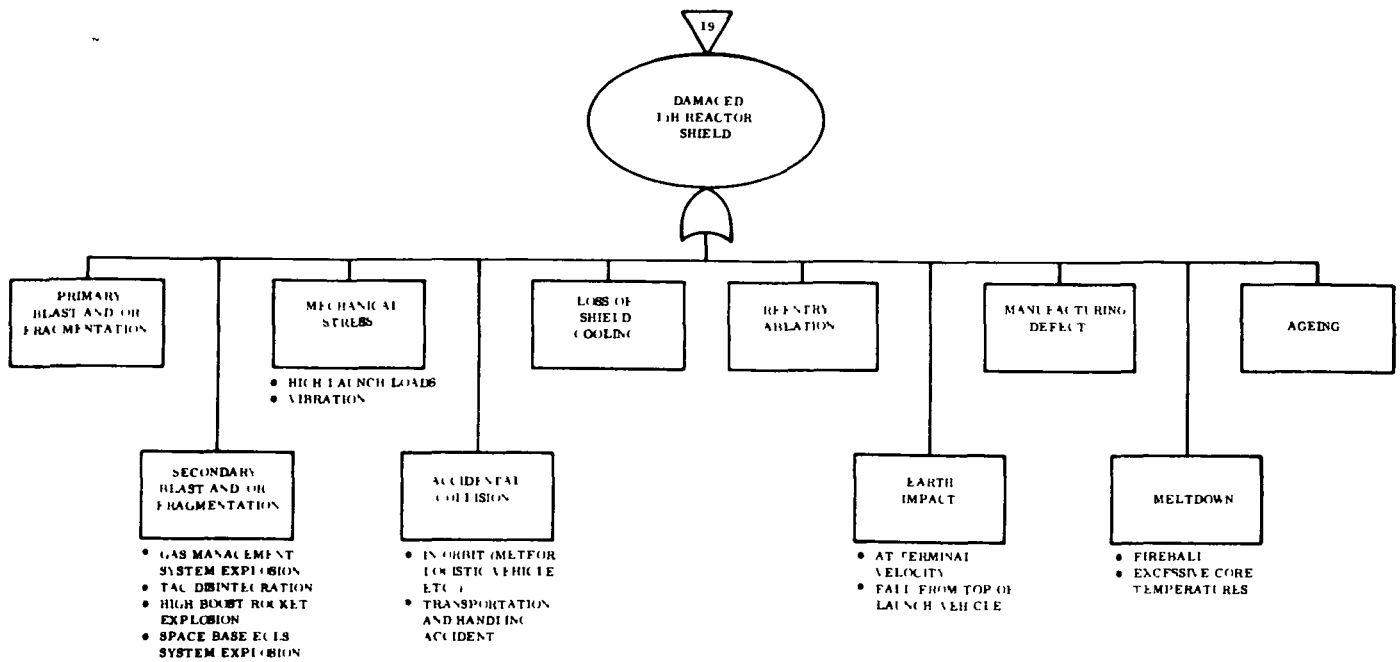 19
DAMAGED
LiH REACTOR
SHIELD
PRIMARY
BLAST AND/OR
FRAGMENTATION
MECHANICAL
STRESS
• HIGH LAUNCH LOADS
• VIBRATION
LOSS OF
SHIELD
COOLING
REENTRY
ABLATION
MANUFACTURING
DEFECT
AGEING
SECONDARY
BLAST AND/OR
FRAGMENTATION
• GAS MANAGEMENT
SYSTEM EXPLOSION
• TAC DISINTEGRATION
• HIGH BOOST ROCKET
EXPLOSION
• SPACE BASE ECLS
SYSTEM EXPLOSION
ACCIDENTAL
COLLISION
• IN ORBIT (METEOR
LOGISTIC VEHICLE
ETC.)
• TRANSPORTATION
AND HANDLING
ACCIDENT
EARTH
IMPACT
• AT TERMINAL
VELOCITY
• FALL FROM TOP OF
LAUNCH VEHICLE
MELTDOWN
• FIREBALL
• EXCESSIVE CORE
TEMPERATURES